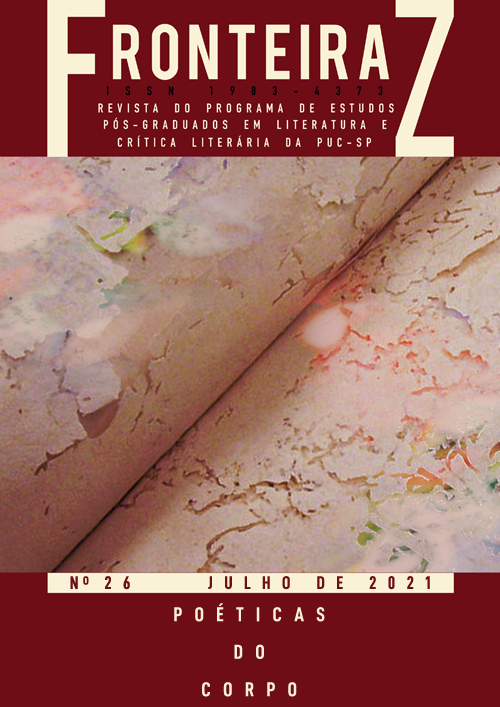 FRONTEIRAZ
ISSN 1983-4373
REVISTA DO PROGRAMA DE ESTUDOS
PÓS-GRADUADOS EM LITERATURA E
CRÍTICA LITERÁRIA DA PUC-SP
Nº 26 JULHO DE 2021
POÉTICAS
DO
CORPO